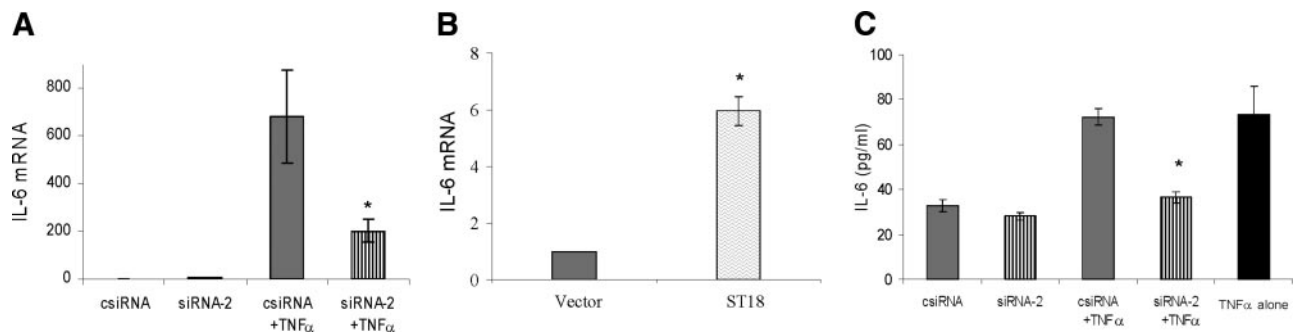 A
IL-6 mRNA
800
600
400
200
0
*
csiRNA siRNA-2 csiRNA +TNFα siRNA-2 +TNFα
B
IL-6 mRNA
8
6
4
2
0
*
Vector ST18
C
IL-6 (pg/ml)
100
80
60
40
20
0
*
csiRNA siRNA-2 csiRNA +TNFα siRNA-2 +TNFα TNFα alone